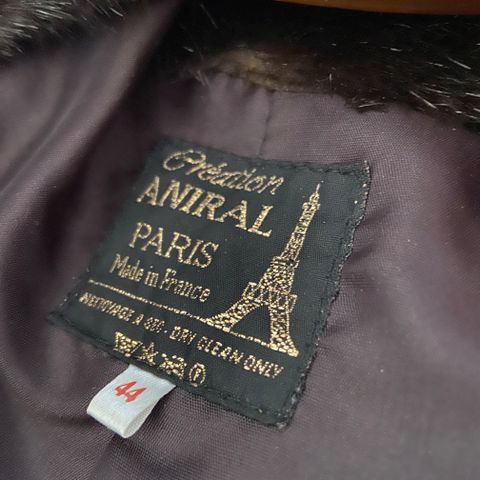 Création
ANIRAL
PARIS
Made in France
NETTOYAGE A SEC. DRY CLEAN ONLY
44